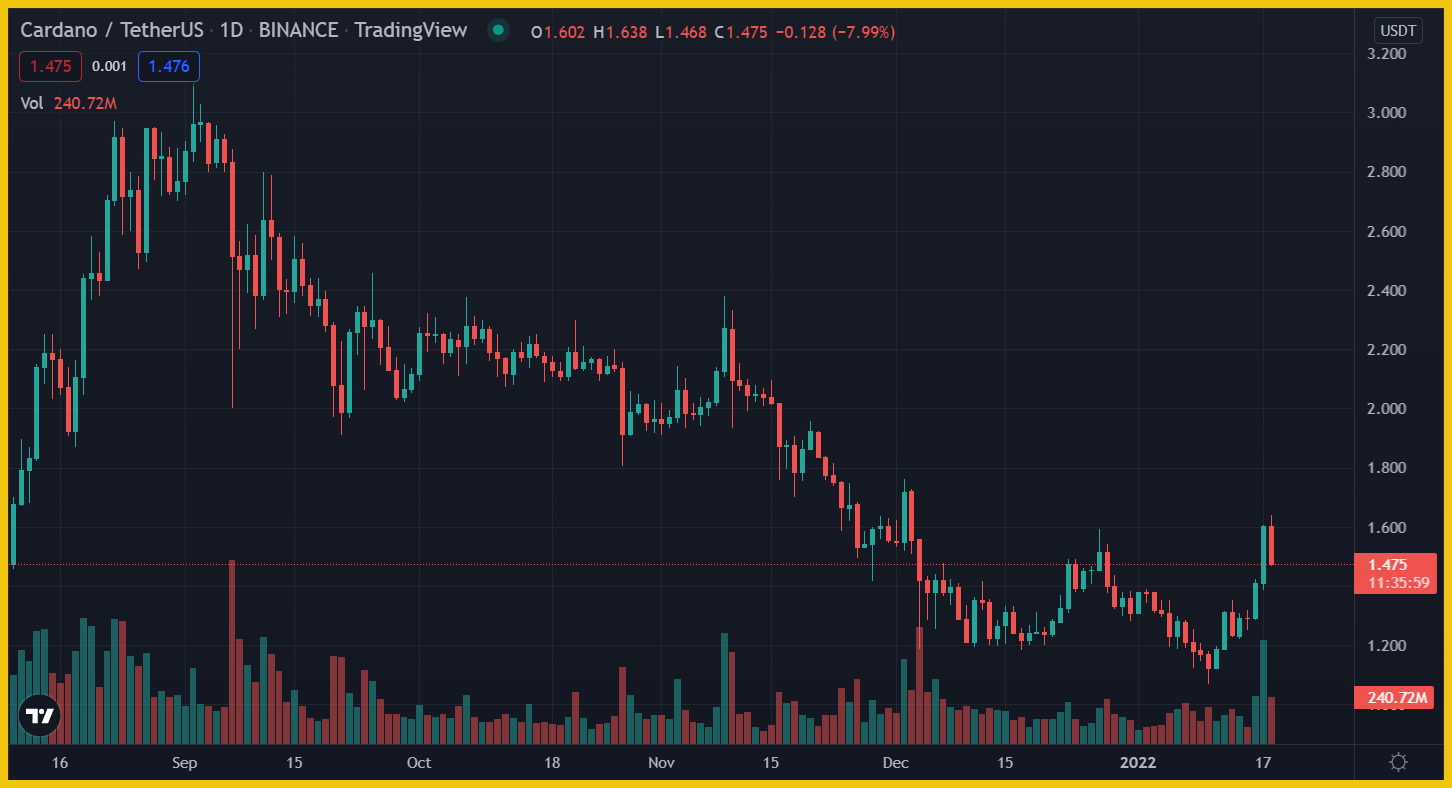 Cardano / TetherUS · 1D · BINANCE · TradingView O1.602 H1.638 L1.468 C1.475 −0.128 (−7.99%)
USDT
1.475 0.001 1.476
Vol 240.72M
3.200
3.000
2.800
2.600
2.400
2.200
2.000
1.800
1.600
1.475
11:35:59
1.200
240.72M
16 Sep 15 Oct 18 Nov 15 Dec 15 2022 17